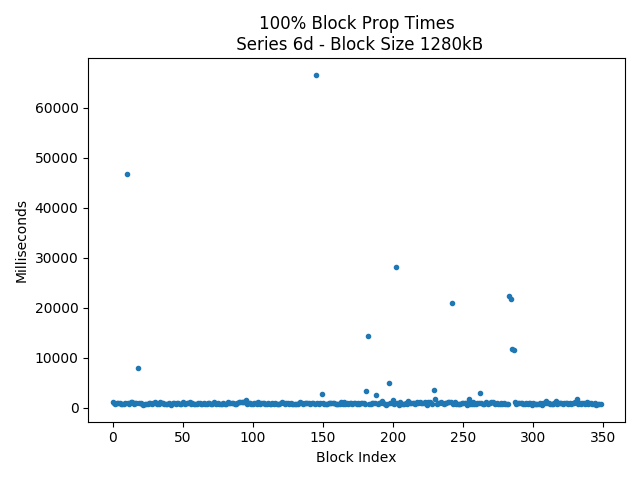 100% Block Prop Times
Series 6d - Block Size 1280kB
60000
50000
40000
30000
20000
10000
0
Milliseconds
0 50 100 150 200 250 300 350
Block Index